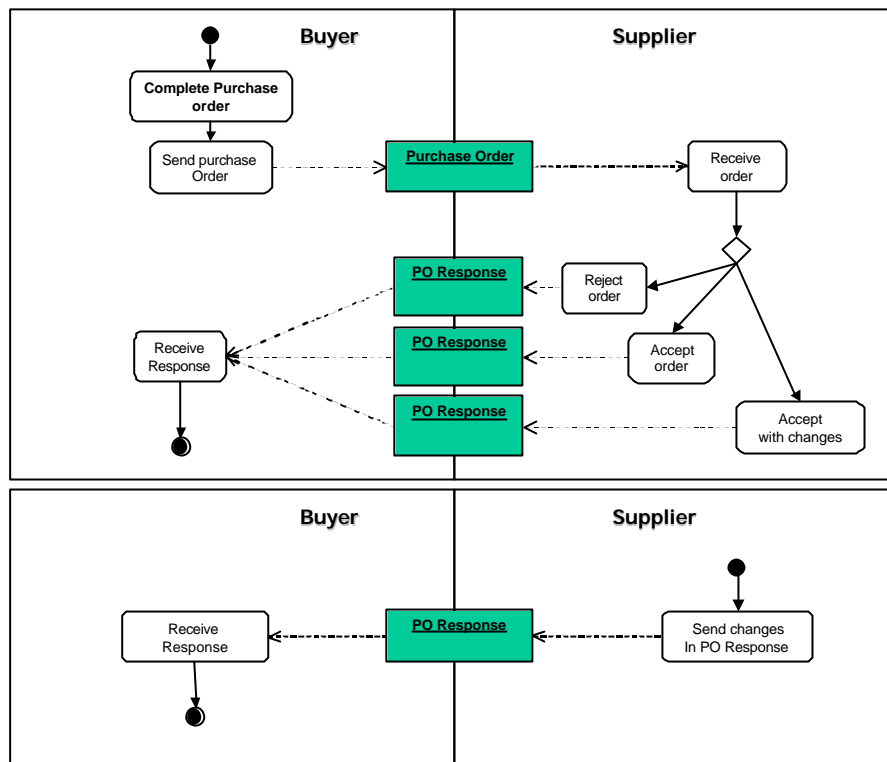 Buyer
Supplier
Complete Purchase
order
Send purchase
Order
Purchase Order
Receive
order
PO Response
Reject
order
Receive
Response
PO Response
Accept
order
PO Response
Accept
with changes
Buyer
Supplier
Receive
Response
PO Response
Send changes
In PO Response